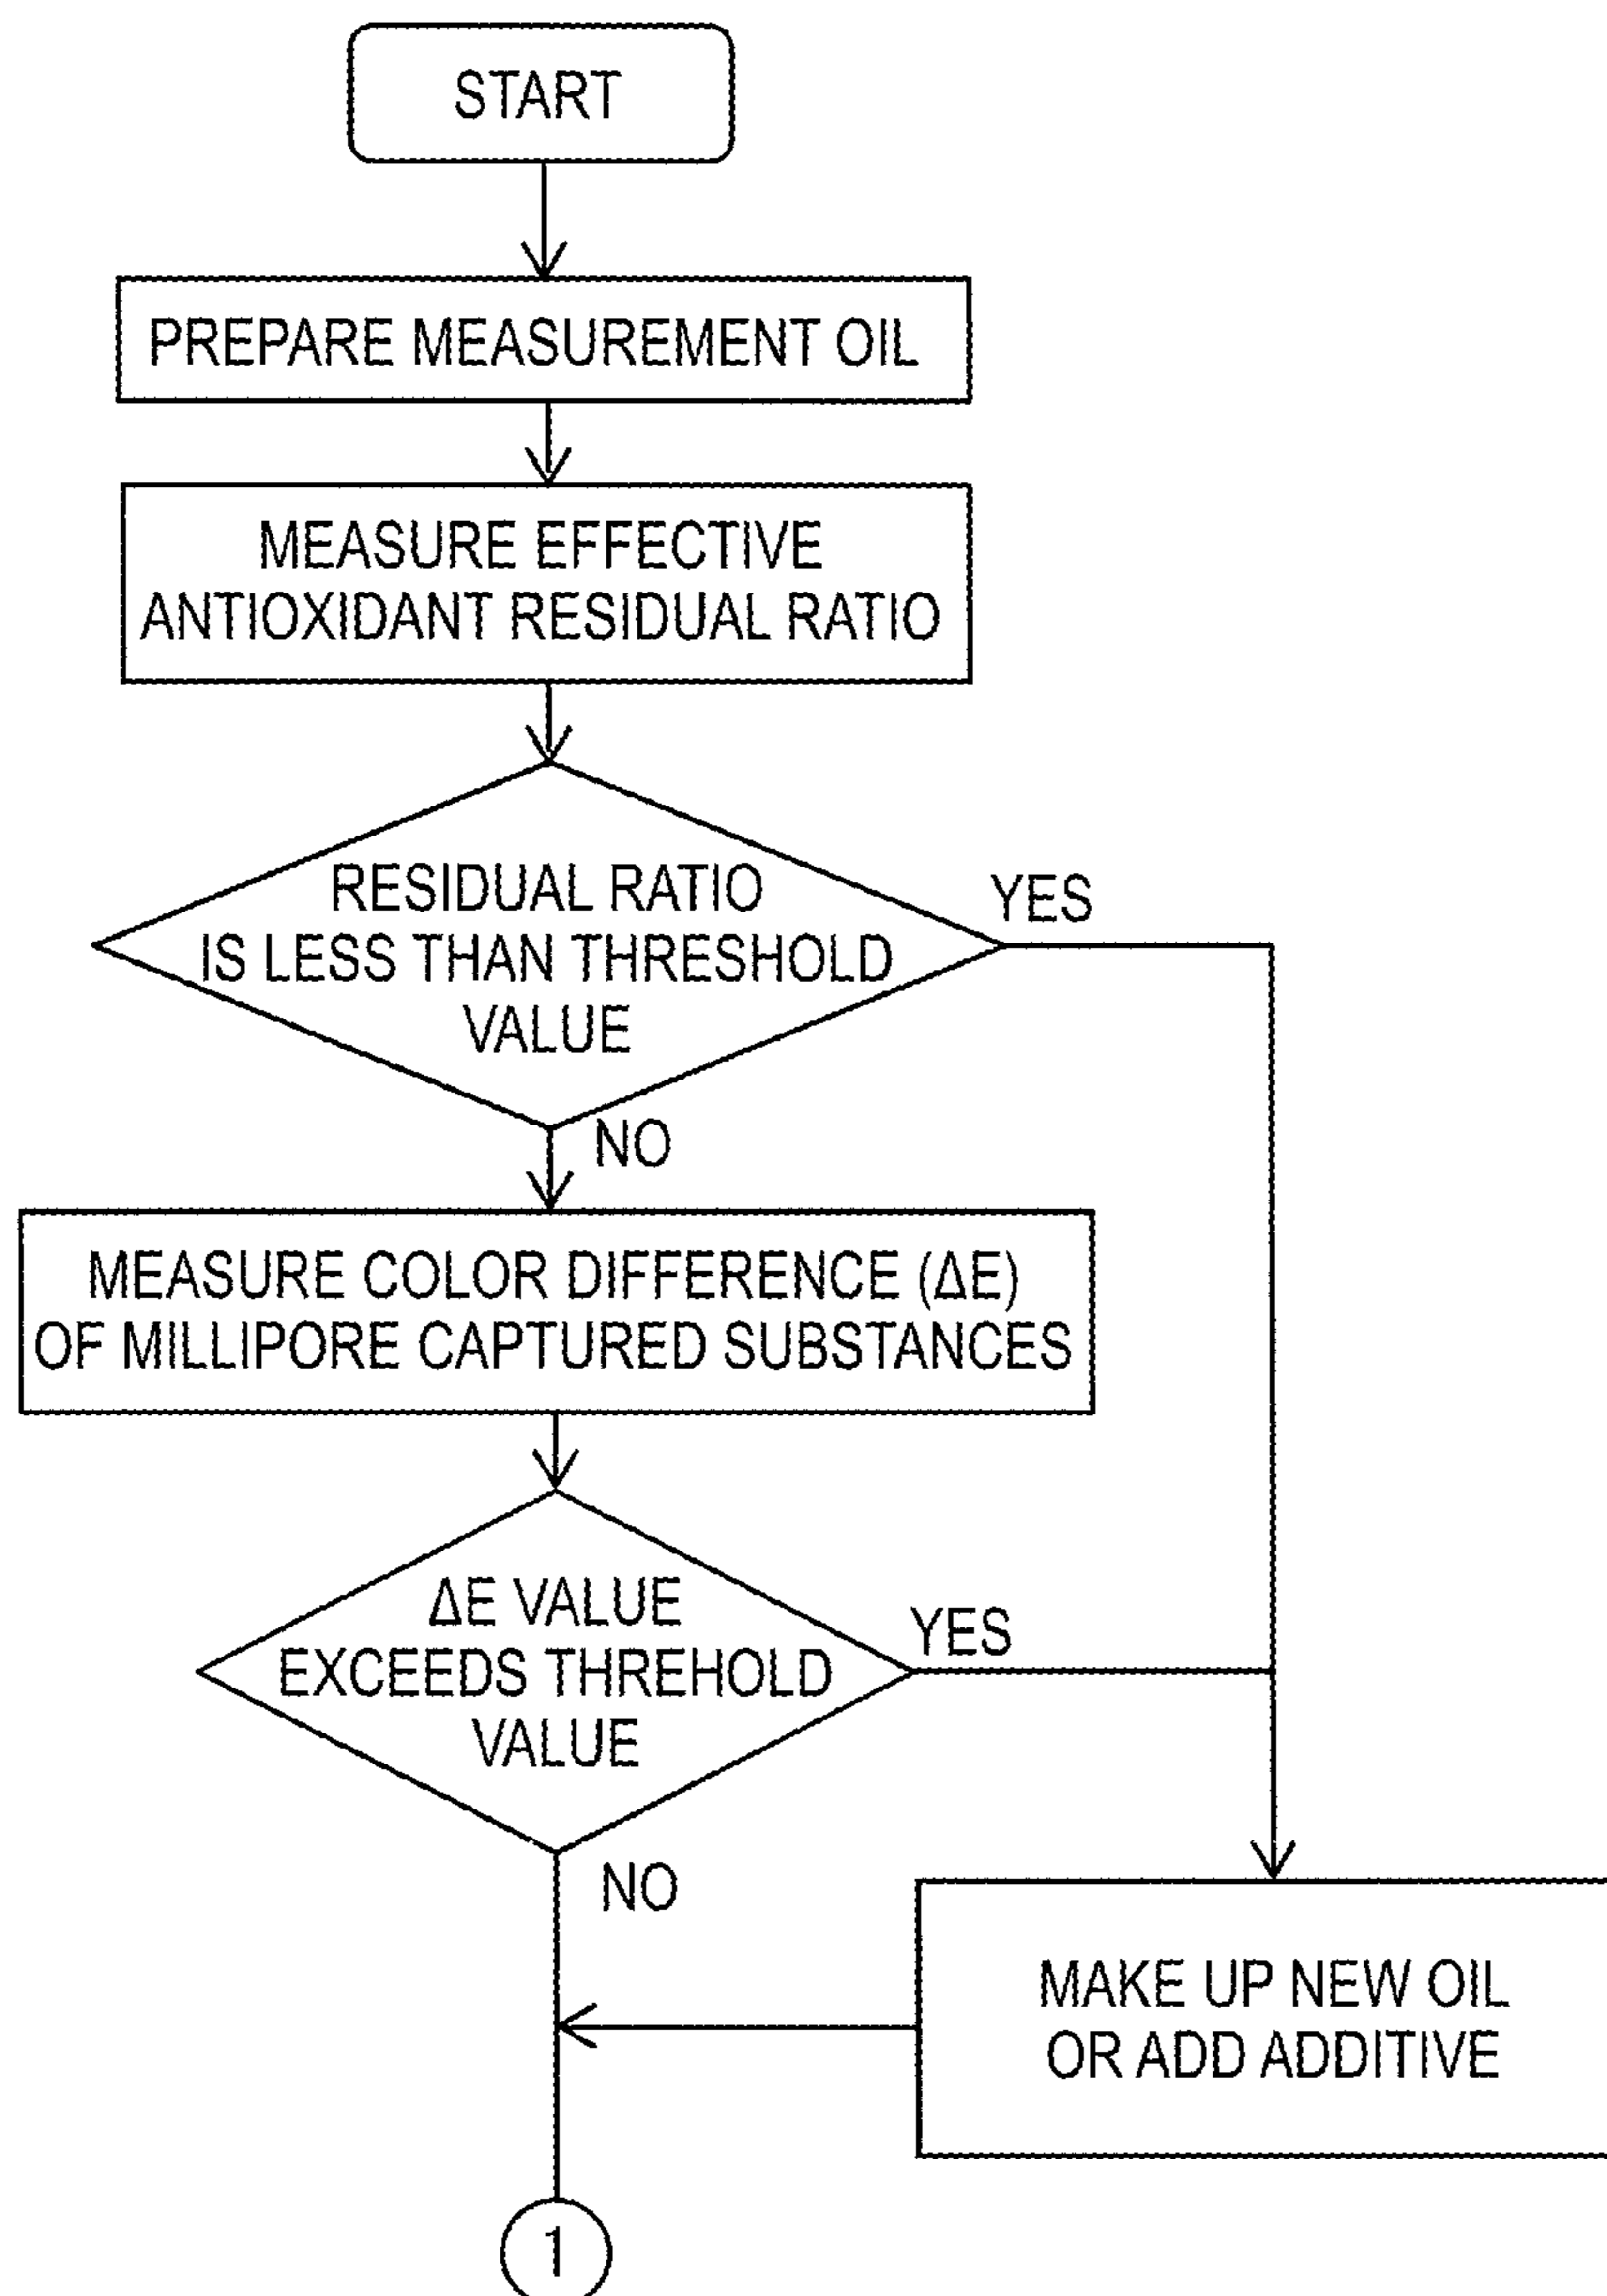 START
PREPARE MEASUREMENT OIL
MEASURE EFFECTIVE
ANTIOXIDANT RESIDUAL RATIO
RESIDUAL RATIO
IS LESS THAN THRESHOLD
VALUE
YES
NO
MEASURE COLOR DIFFERENCE (ΔE)
OF MILLIPORE CAPTURED SUBSTANCES
ΔE VALUE
EXCEEDS THREHOLD
VALUE
YES
NO
MAKE UP NEW OIL
OR ADD ADDITIVE
1